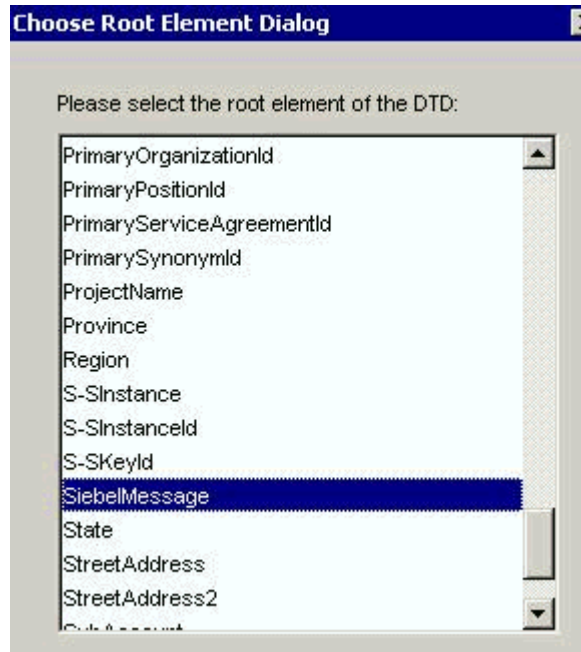 Choose Root Element Dialog
Please select the root element of the DTD:
PrimaryOrganizationId
PrimaryPositionId
PrimaryServiceAgreementId
PrimarySynonymId
ProjectName
Province
Region
S-SInstance
S-SInstanceId
S-SKeyId
SiebelMessage
State
StreetAddress
StreetAddress2